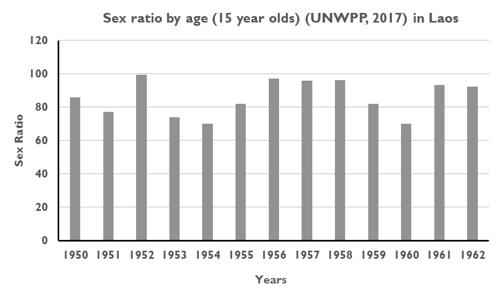 Sex ratio by age (15 year olds) (UNWPP, 2017) in Laos
120
100
80
60
40
20
0
Sex Ratio
1950 1951 1952 1953 1954 1955 1956 1957 1958 1959 1960 1961 1962
Years